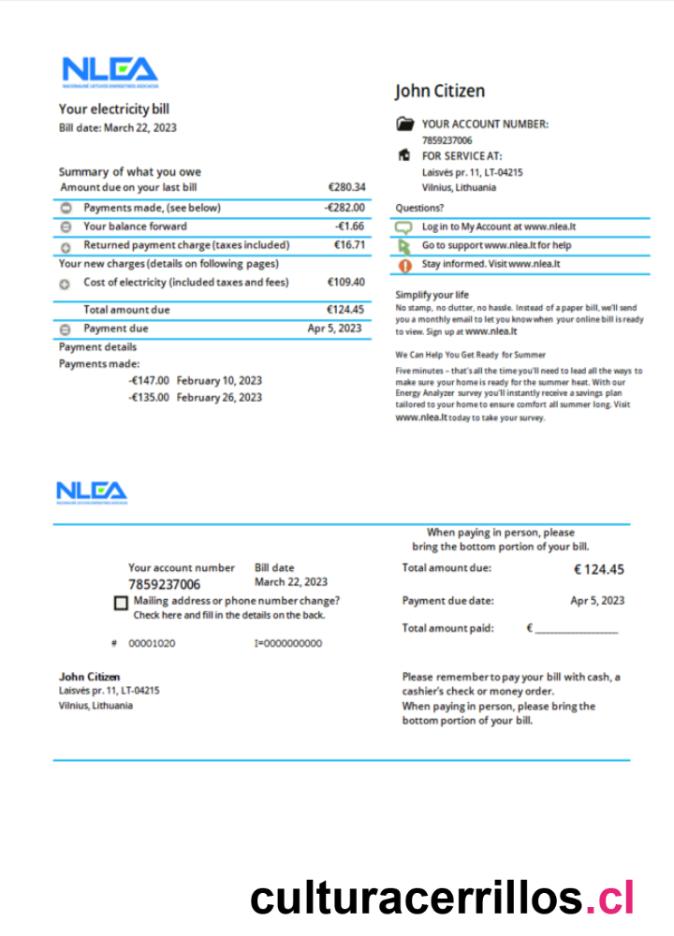 NLEA
NACIONALINĖ LIETUVOS ENERGETIKOS ASOCIACIJA
Your electricity bill
Bill date: March 22, 2023
Summary of what you owe
Amount due on your last bill €280.34
Payments made, (see below) -€282.00
Your balance forward -€1.66
Returned payment charge (taxes included) €16.71
Your new charges (details on following pages)
Cost of electricity (included taxes and fees) €109.40
Total amount due €124.45
Payment due Apr 5, 2023
Payment details
Payments made:
-€147.00 February 10, 2023
-€135.00 February 26, 2023
John Citizen
YOUR ACCOUNT NUMBER:
7859237006
FOR SERVICE AT:
Laisvės pr. 11, LT-04215
Vilnius, Lithuania
Questions?
Log in to My Account at www.nlea.lt
Go to support www.nlea.lt for help
Stay informed. Visit www.nlea.lt
Simplify your life
No stamp, no clutter, no hassle. Instead of a paper bill, we'll send
you a monthly email to let you know when your online bill is ready
to view. Sign up at www.nlea.lt
We Can Help You Get Ready for Summer
Five minutes – that's all the time you'll need to lead all the ways to
make sure your home is ready for the summer heat. With our
Energy Analyzer survey you'll instantly receive a savings plan
tailored to your home to ensure comfort all summer long. Visit
www.nlea.lt today to take your survey.
NLEA
When paying in person, please
bring the bottom portion of your bill.
Your account number Bill date
7859237006 March 22, 2023
Mailing address or phone number change?
Check here and fill in the details on the back.
# 00001020 I=0000000000
Total amount due: € 124.45
Payment due date: Apr 5, 2023
Total amount paid: € ________________
John Citizen
Laisvės pr. 11, LT-04215
Vilnius, Lithuania
Please remember to pay your bill with cash, a
cashier's check or money order.
When paying in person, please bring the
bottom portion of your bill.
culturacerrillos.cl